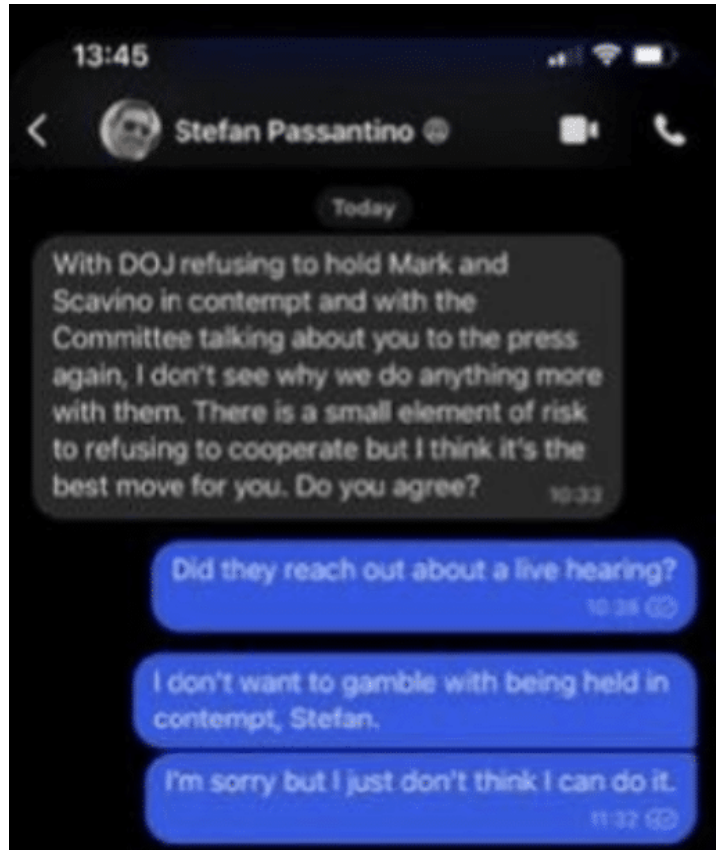 13:45
Stefan Passantino
Today
With DOJ refusing to hold Mark and
Scavino in contempt and with the
Committee talking about you to the press
again, I don't see why we do anything more
with them. There is a small element of risk
to refusing to cooperate but I think it's the
best move for you. Do you agree?
10:33
Did they reach out about a live hearing?
10:38
I don't want to gamble with being held in
contempt, Stefan.
I'm sorry but I just don't think I can do it.
11:32